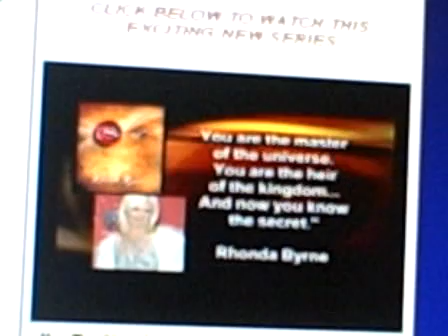 CLICK BELOW TO WATCH THIS
EXCITING NEW SERIES
You are the master
of the universe.
You are the heir
of the kingdom...
And now you know
the secret."
Rhonda Byrne